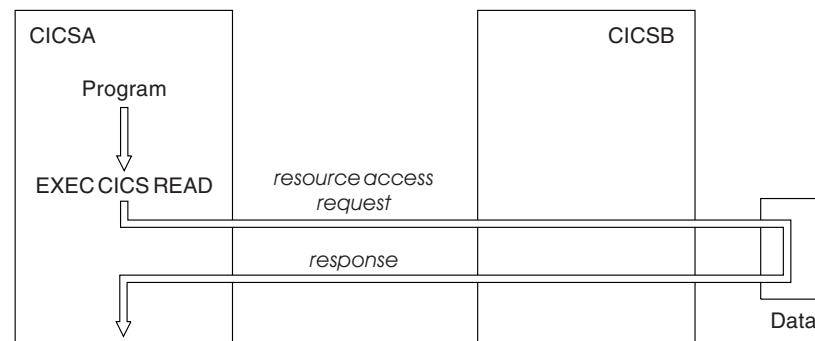 CICSA
CICSB
Program
EXEC CICS READ
resource access
request
response
Data